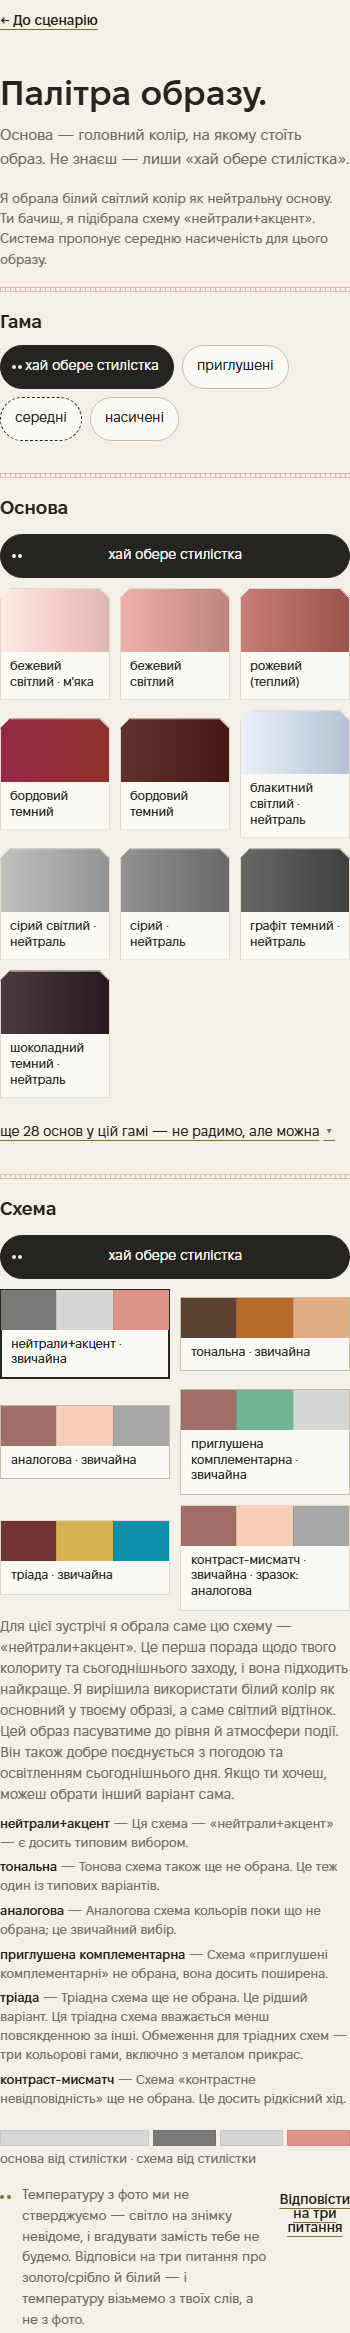 ← До сценарію
Палітра образу.
Основа — головний колір, на якому стоїть
образ. Не знаєш — лиши «хай обере стилістка».
Я обрала білий світлий колір як нейтральну основу.
Ти бачиш, я підібрала схему «нейтрали+акцент».
Система пропонує середню насиченість для цього
образу.
Гама
хай обере стилістка
приглушені
середні
насичені
Основа
хай обере стилістка
бежевий
світлий · м'яка
бежевий
світлий
рожевий
(теплий)
бордовий
темний
бордовий
темний
блакитний
світлий ·
нейтраль
сірий світлий ·
нейтраль
сірий ·
нейтраль
графіт темний ·
нейтраль
шоколадний
темний ·
нейтраль
ще 28 основ у цій гамі — не радимо, але можна ▾
Схема
хай обере стилістка
нейтрали+акцент ·
звичайна
тональна · звичайна
аналогова · звичайна
приглушена
комплементарна ·
звичайна
тріада · звичайна
контраст-мисматч ·
звичайна · зразок:
аналогова
Для цієї зустрічі я обрала саме цю схему —
«нейтрали+акцент». Це перша порада щодо твого
колориту та сьогоднішнього заходу, і вона підходить
найкраще. Я вирішила використати білий колір як
основний у твоєму образі, а саме світлий відтінок.
Цей образ пасуватиме до рівня й атмосфери події.
Він також добре поєднується з погодою та
освітленням сьогоднішнього дня. Якщо ти хочеш,
можеш обрати інший варіант сама.
нейтрали+акцент — Ця схема — «нейтрали+акцент»
— є досить типовим вибором.
тональна — Тонова схема також ще не обрана. Це теж
один із типових варіантів.
аналогова — Аналогова схема кольорів поки що не
обрана; це звичайний вибір.
приглушена комплементарна — Схема «приглушені
комплементарні» не обрана, вона досить поширена.
тріада — Тріадна схема ще не обрана. Це рідший
варіант. Ця тріадна схема вважається менш
повсякденною за інші. Обмеження для тріадних схем —
три кольорові гами, включно з металом прикрас.
контраст-мисматч — Схема «контрастне
невідповідність» ще не обрана. Це досить рідкісний хід.
основа від стилістки · схема від стилістки
Температуру з фото ми не
стверджуємо — світло на знімку
невідоме, і вгадувати замість тебе не
будемо. Відповіси на три питання про
золото/срібло й білий — і
температуру візьмемо з твоїх слів, а
не з фото.
Відповісти
на три
питання